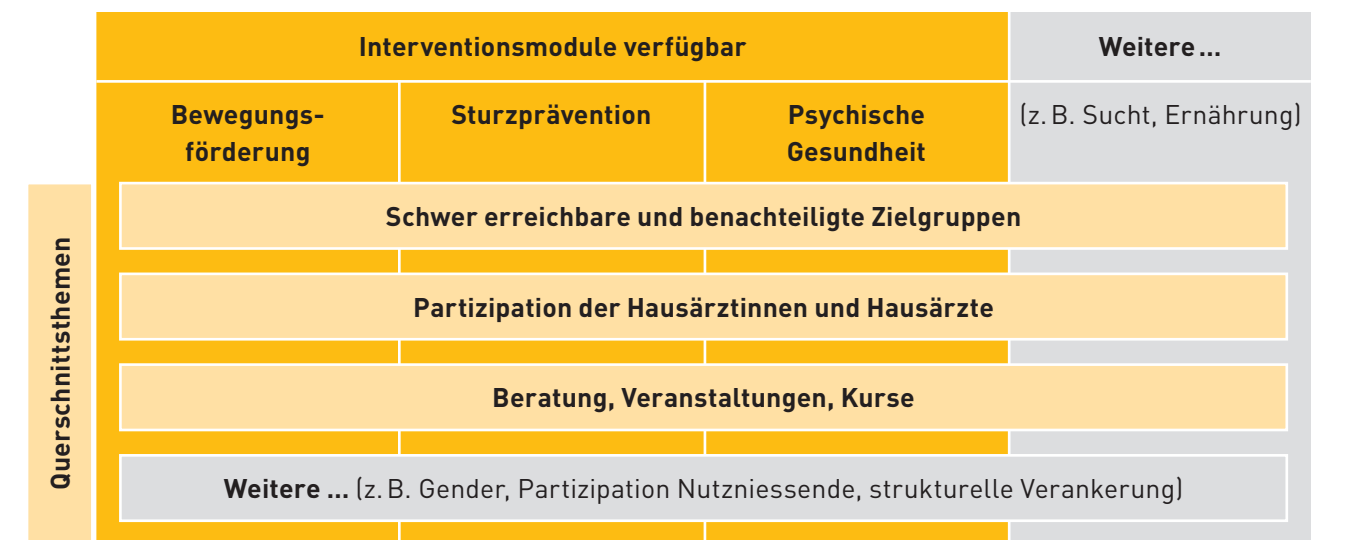 Interventionsmodule verfügbar
Weitere ...
Bewegungs-
förderung
Sturzprävention
Psychische
Gesundheit
(z. B. Sucht, Ernährung)
Querschnittsthemen
Schwer erreichbare und benachteiligte Zielgruppen
Partizipation der Hausärztinnen und Hausärzte
Beratung, Veranstaltungen, Kurse
Weitere ... (z. B. Gender, Partizipation Nutzniessende, strukturelle Verankerung)